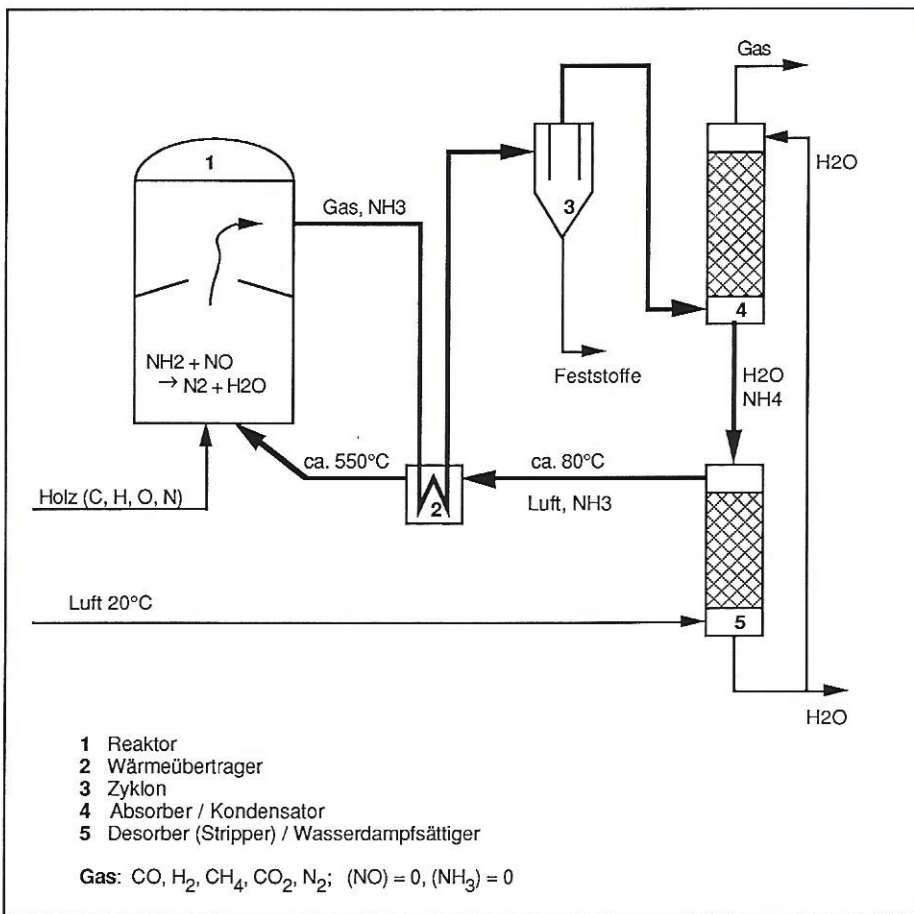 Gas
1
H2O
Gas, NH3
3
4
NH2 + NO
→ N2 + H2O
Feststoffe
H2O
NH4
ca. 550°C
ca. 80°C
Holz (C, H, O, N)
2
Luft, NH3
Luft 20°C
5
H2O
1 Reaktor
2 Wärmeübertrager
3 Zyklon
4 Absorber / Kondensator
5 Desorber (Stripper) / Wasserdampfsättiger
Gas: CO, H₂, CH₄, CO₂, N₂; (NO) = 0, (NH₃) = 0